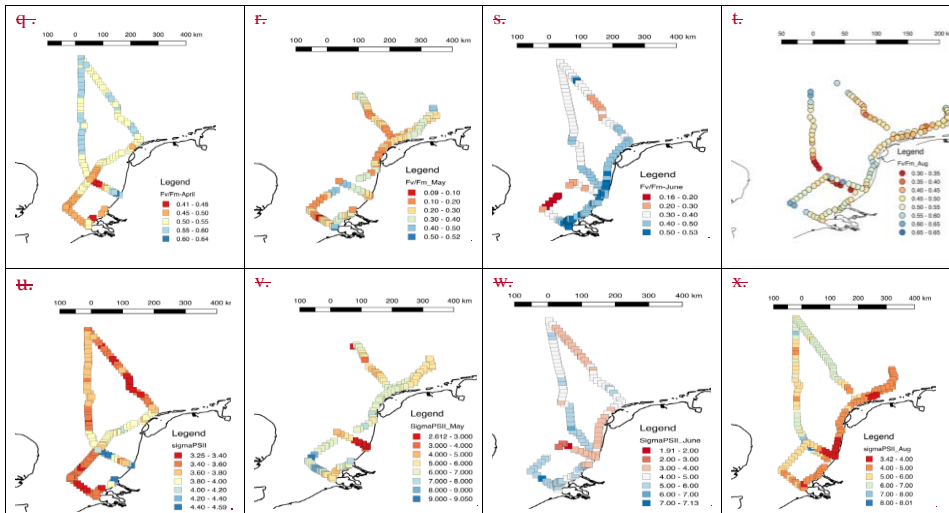 q .
100 0 100 200 300 400 km
Legend
Fv/Fm-April
0.41 - 0.45
0.45 - 0.50
0.50 - 0.55
0.55 - 0.60
0.60 - 0.64
r.
100 0 100 200 300 400 km
Legend
Fv/Fm_May
0.09 - 0.10
0.10 - 0.20
0.20 - 0.30
0.30 - 0.40
0.40 - 0.50
0.50 - 0.52
s.
100 0 100 200 300 400 km
Legend
Fv/Fm-June
0.16 - 0.20
0.20 - 0.30
0.30 - 0.40
0.40 - 0.50
0.50 - 0.53
t.
50 0 50 100 150 200 k
Legend
Fv/Fm_Aug
0.30 - 0.35
0.35 - 0.40
0.40 - 0.45
0.45 - 0.50
0.50 - 0.55
0.55 - 0.60
0.60 - 0.65
0.65 - 0.65
u.
100 0 100 200 300 400 kr
Legend
sigmaPSII
3.25 - 3.40
3.40 - 3.60
3.60 - 3.80
3.80 - 4.00
4.00 - 4.20
4.20 - 4.40
4.40 - 4.59
v.
100 0 100 200 300 400 km
Legend
SigmaPSII_May
2.612 - 3.000
3.000 - 4.000
4.000 - 5.000
5.000 - 6.000
6.000 - 7.000
7.000 - 8.000
8.000 - 9.000
9.000 - 9.050
w.
100 0 100 200 300 400 km
Legend
SigmaPSII_June
1.91 - 2.00
2.00 - 3.00
3.00 - 4.00
4.00 - 5.00
5.00 - 6.00
6.00 - 7.00
7.00 - 7.13
x.
100 0 100 200 300 400 km
Legend
sigmaPSII_Aug
3.42 - 4.00
4.00 - 5.00
5.00 - 6.00
6.00 - 7.00
7.00 - 8.00
8.00 - 8.01